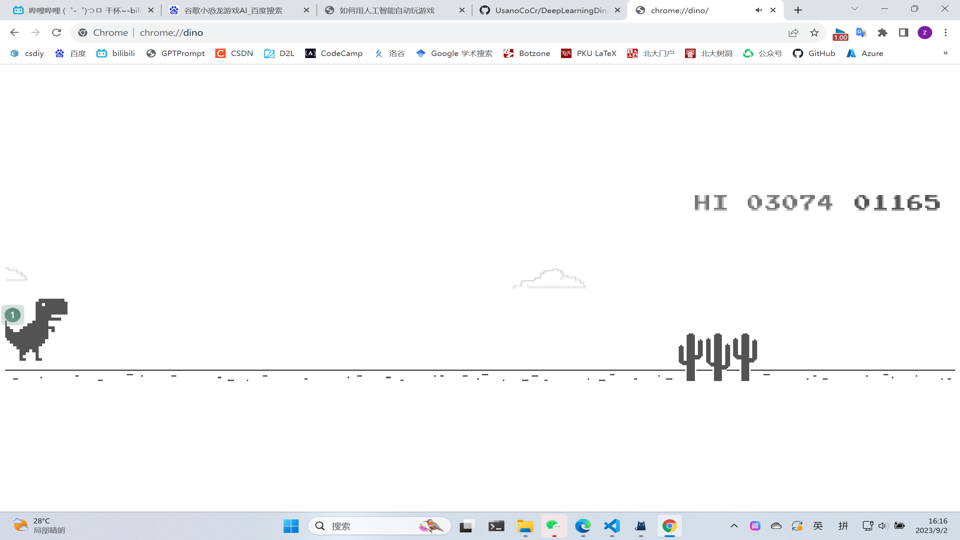 哔哩哔哩 (゜-゜)つロ 干杯~-bili
谷歌小恐龙游戏AI_百度搜索
如何用人工智能自动玩游戏
UsanoCoCr/DeepLearningDin
chrome://dino/
Chrome | chrome://dino
1.00
z
csdiy
百度
bilibili
GPTPrompt
CSDN
D2L
CodeCamp
洛谷
Google 学术搜索
Botzone
PKU LaTeX
北大门户
北大树洞
公众号
GitHub
Azure
»
HI 03074 01165
1
28°C
局部晴朗
搜索
英
拼
16:16
2023/9/2